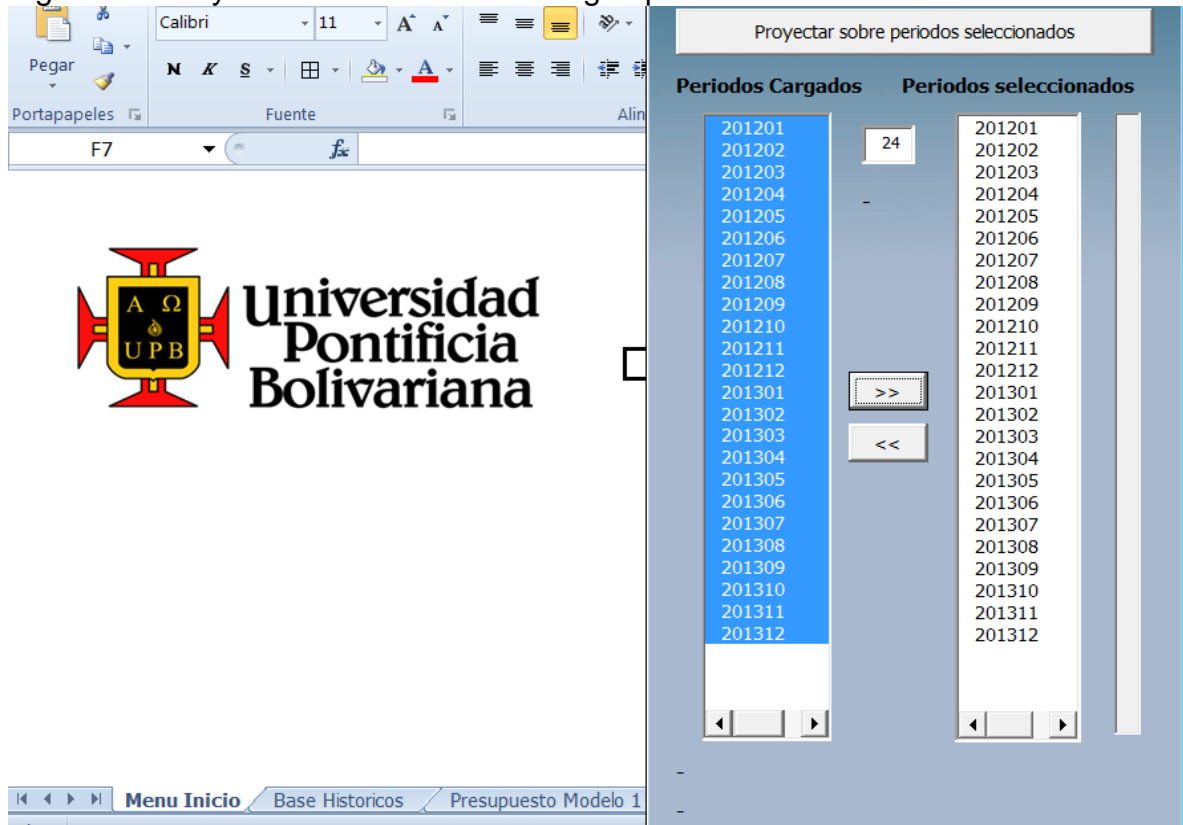 Calibri
11
A A
Pegar
N K S
A
Portapapeles
Fuente
Alin
F7
fx
Α Ω
UPB
Universidad
Pontificia
Bolivariana
Menu Inicio
Base Historicos
Presupuesto Modelo 1
Proyectar sobre periodos seleccionados
Periodos Cargados
201201
201202
201203
201204
201205
201206
201207
201208
201209
201210
201211
201212
201301
201302
201303
201304
201305
201306
201307
201308
201309
201310
201311
201312
24
-
>>
<<
Periodos seleccionados
201201
201202
201203
201204
201205
201206
201207
201208
201209
201210
201211
201212
201301
201302
201303
201304
201305
201306
201307
201308
201309
201310
201311
201312
-
-